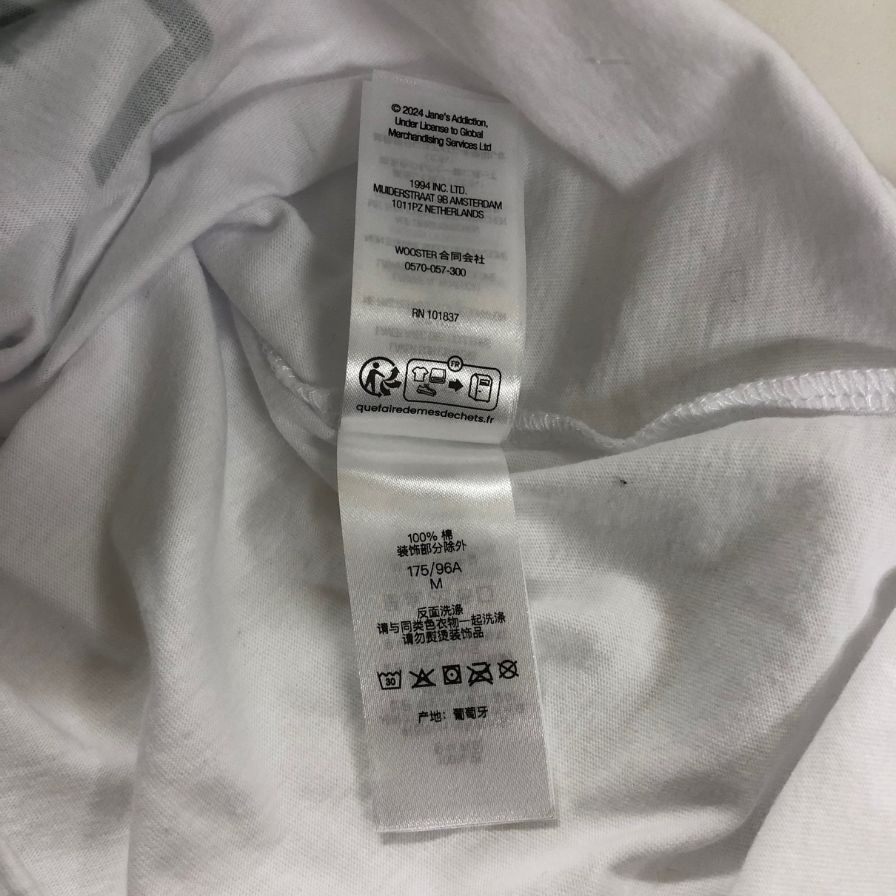 © 2024 Jane's Addiction,
Under License to Global
Merchandising Services Ltd
1994 INC. LTD.
MUIDERSTRAAT 9B AMSTERDAM
1011PZ NETHERLANDS
WOOSTER 合同会社
0570-057-300
RN 101837
FR
quefairedemesdechets.fr
100% 棉
装饰部分除外
175/96A
M
反面洗涤
请与同类色衣物一起洗涤
请勿熨烫装饰品
30
产地：葡萄牙